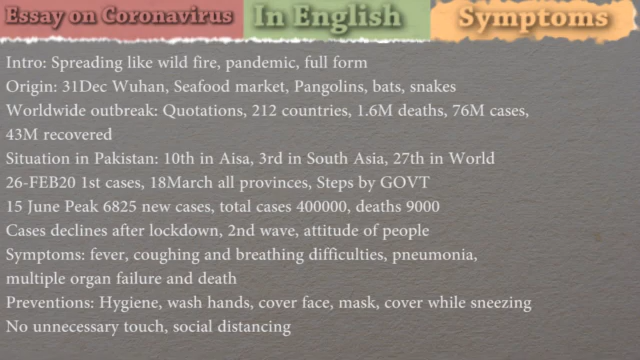 Essay on Coronavirus In English Symptoms
Intro: Spreading like wild fire, pandemic, full form
Origin: 31Dec Wuhan, Seafood market, Pangolins, bats, snakes
Worldwide outbreak: Quotations, 212 countries, 1.6M deaths, 76M cases,
43M recovered
Situation in Pakistan: 10th in Aisa, 3rd in South Asia, 27th in World
26-FEB20 1st cases, 18March all provinces, Steps by GOVT
15 June Peak 6825 new cases, total cases 400000, deaths 9000
Cases declines after lockdown, 2nd wave, attitude of people
Symptoms: fever, coughing and breathing difficulties, pneumonia,
multiple organ failure and death
Preventions: Hygiene, wash hands, cover face, mask, cover while sneezing
No unnecessary touch, social distancing